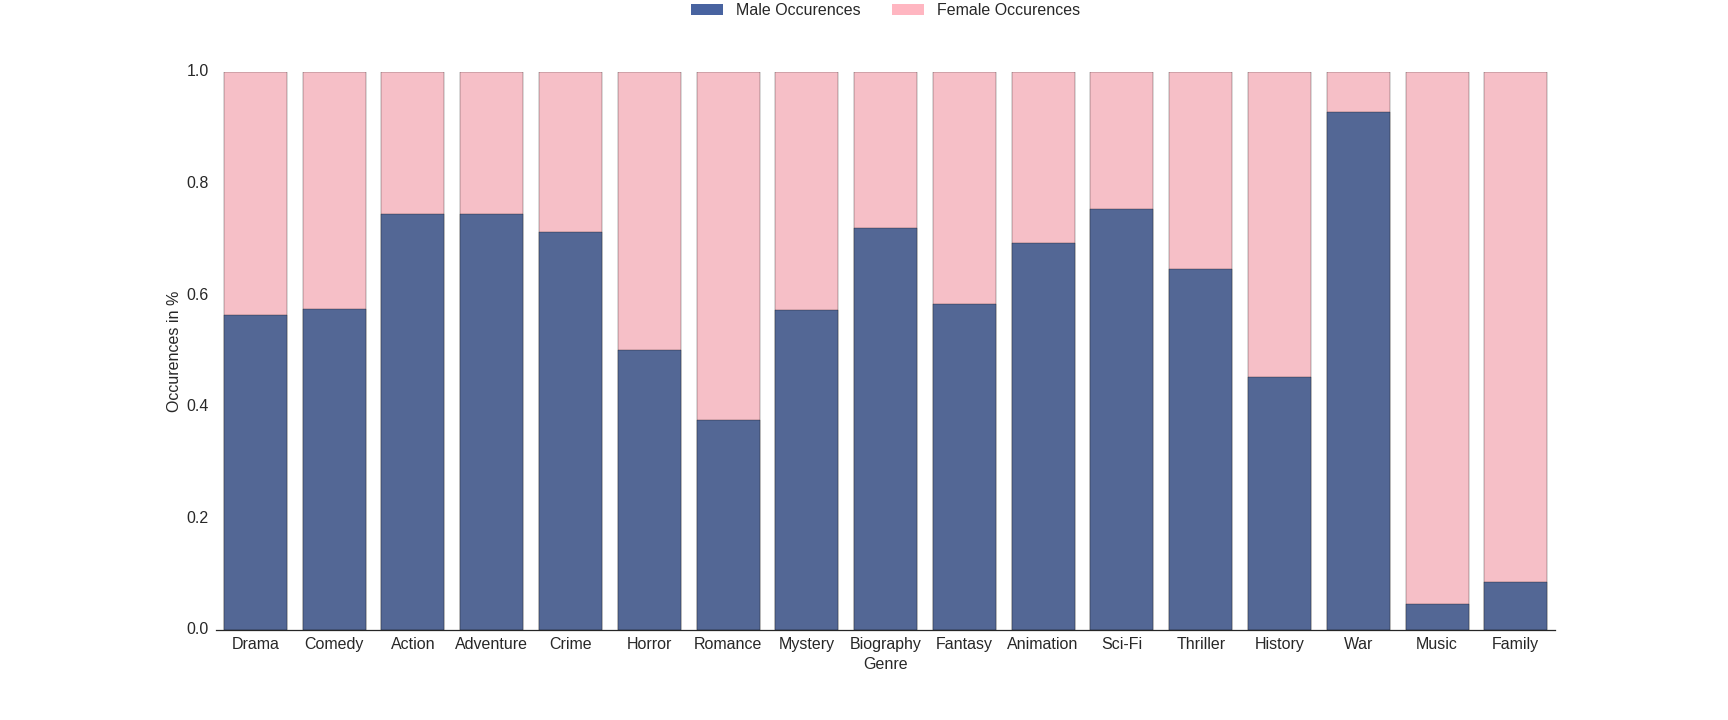 Male Occurences Female Occurences
1.0
0.8
0.6
0.4
0.2
0.0
Occurences in %
Drama Comedy Action Adventure Crime Horror Romance Mystery Biography Fantasy Animation Sci-Fi Thriller History War Music Family
Genre